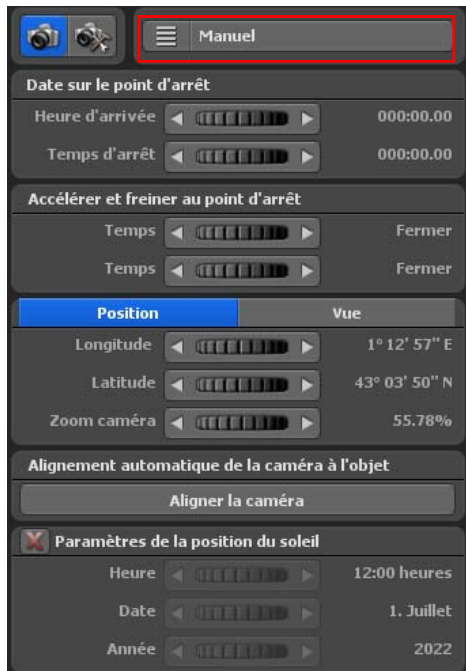 Manuel
Date sur le point d'arrêt
Heure d'arrivée 000:00.00
Temps d'arrêt 000:00.00
Accélérer et freiner au point d'arrêt
Temps Fermer
Temps Fermer
Position Vue
Longitude 1° 12' 57" E
Latitude 43° 03' 50" N
Zoom caméra 55.78%
Alignement automatique de la caméra à l'objet
Aligner la caméra
Paramètres de la position du soleil
Heure 12:00 heures
Date 1. Juillet
Année 2022